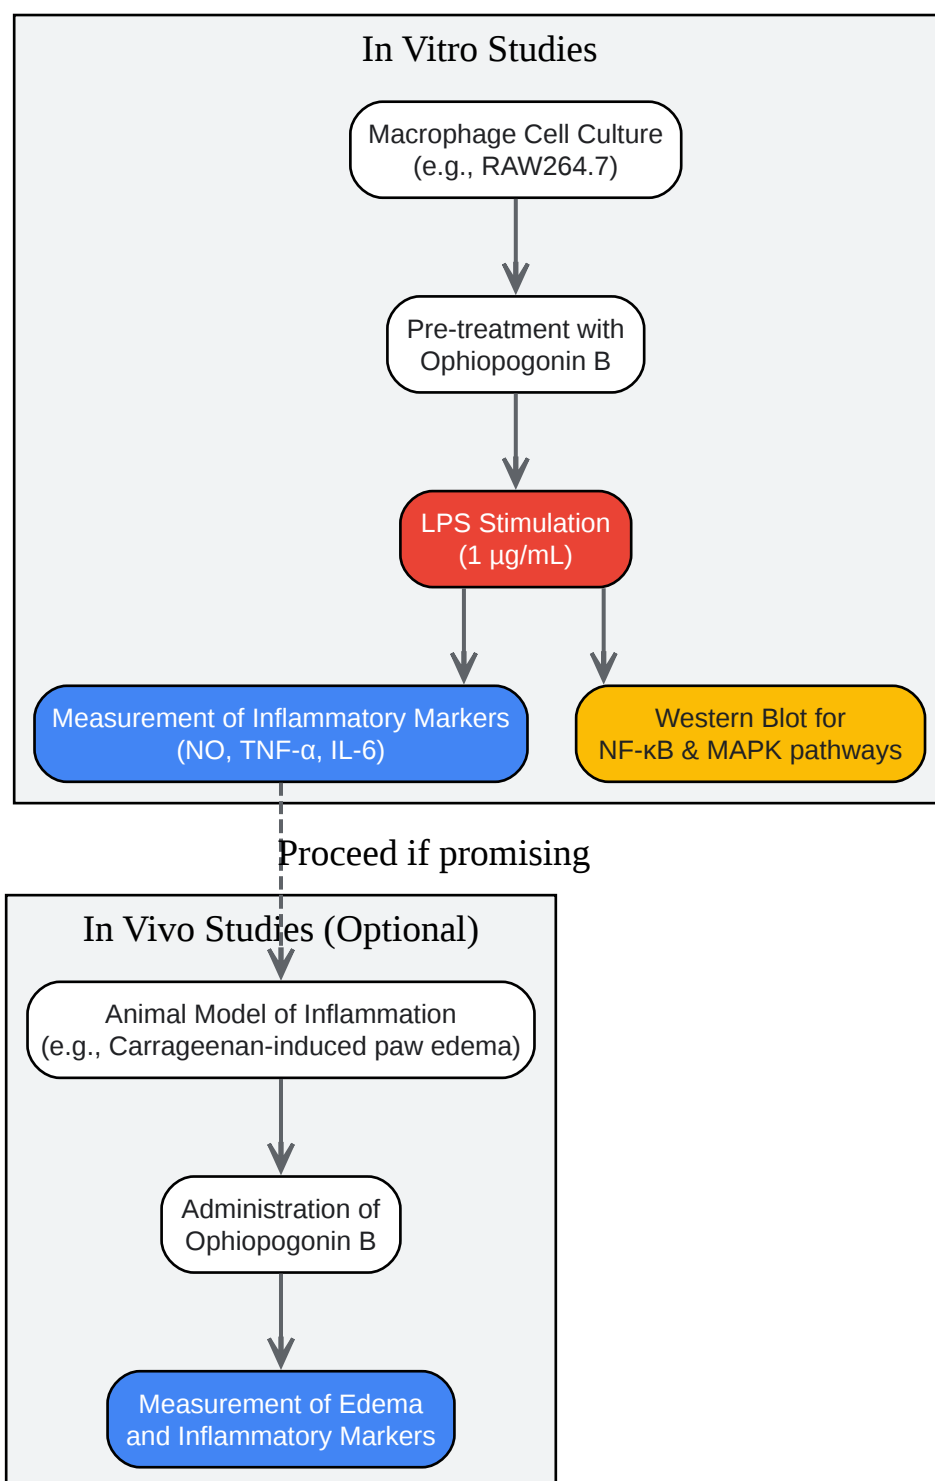 In Vitro Studies
Macrophage Cell Culture
(e.g., RAW264.7)
Pre-treatment with
Ophiopogonin B
LPS Stimulation
(1 µg/mL)
Measurement of Inflammatory Markers
(NO, TNF-α, IL-6)
Western Blot for
NF-κB & MAPK pathways
Proceed if promising
In Vivo Studies (Optional)
Animal Model of Inflammation
(e.g., Carrageenan-induced paw edema)
Administration of
Ophiopogonin B
Measurement of Edema
and Inflammatory Markers